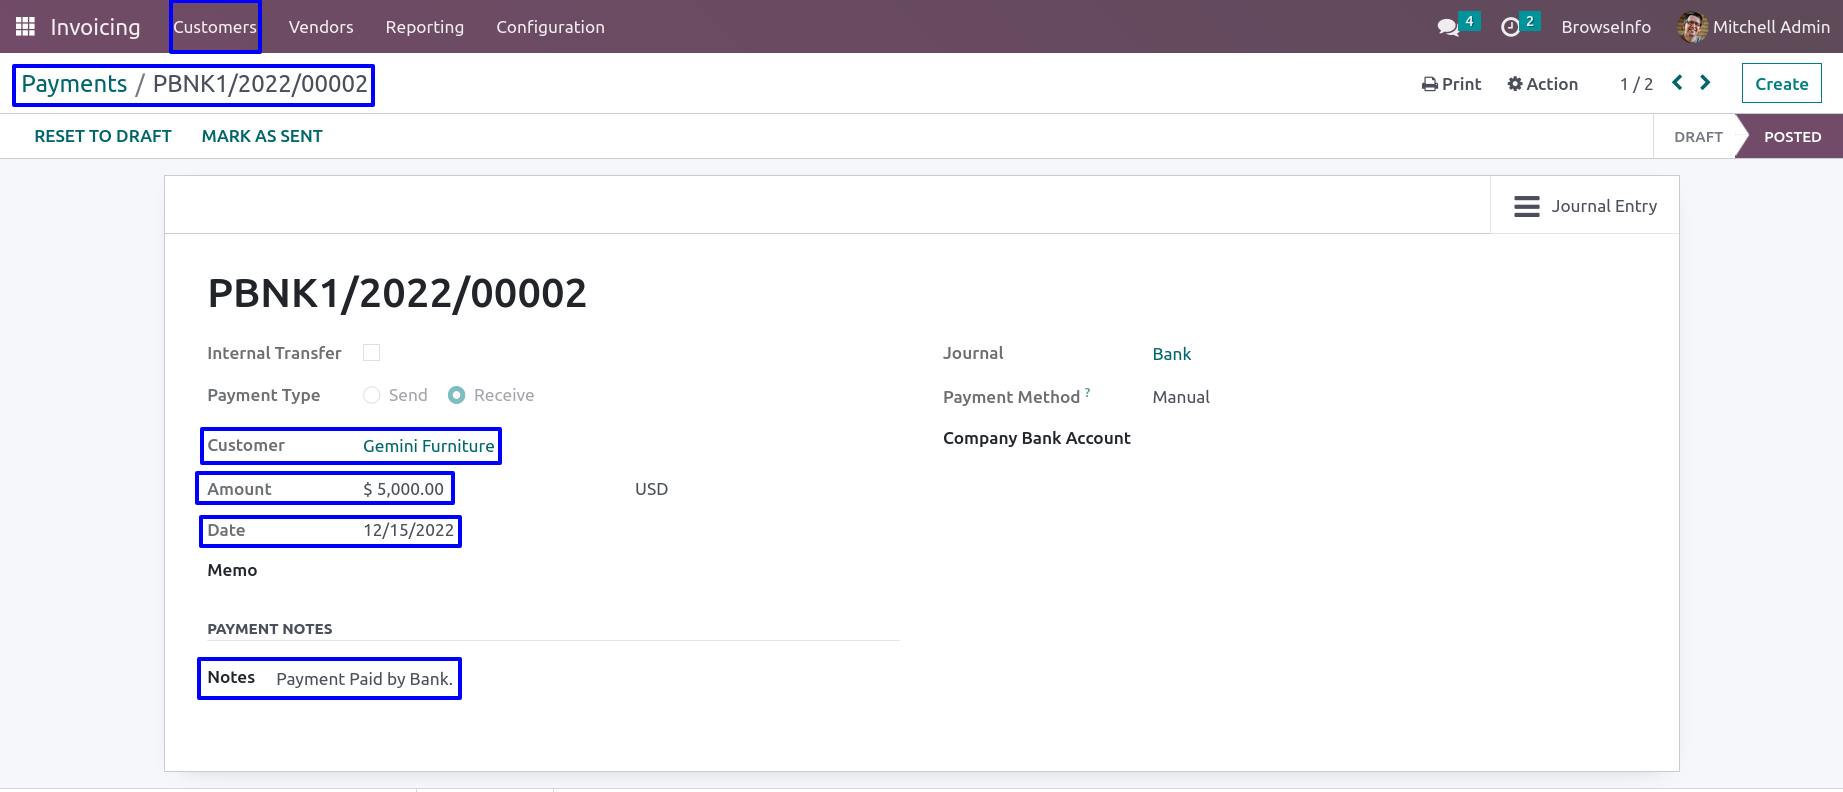 Invoicing Customers Vendors Reporting Configuration 4 2 BrowseInfo Mitchell Admin
Payments / PBNK1/2022/00002 Print Action 1 / 2 Create
RESET TO DRAFT MARK AS SENT DRAFT POSTED
Journal Entry
PBNK1/2022/00002
Internal Transfer
Payment Type Send Receive
Customer Gemini Furniture
Amount $ 5,000.00 USD
Date 12/15/2022
Memo
Journal Bank
Payment Method ? Manual
Company Bank Account
PAYMENT NOTES
Notes Payment Paid by Bank.